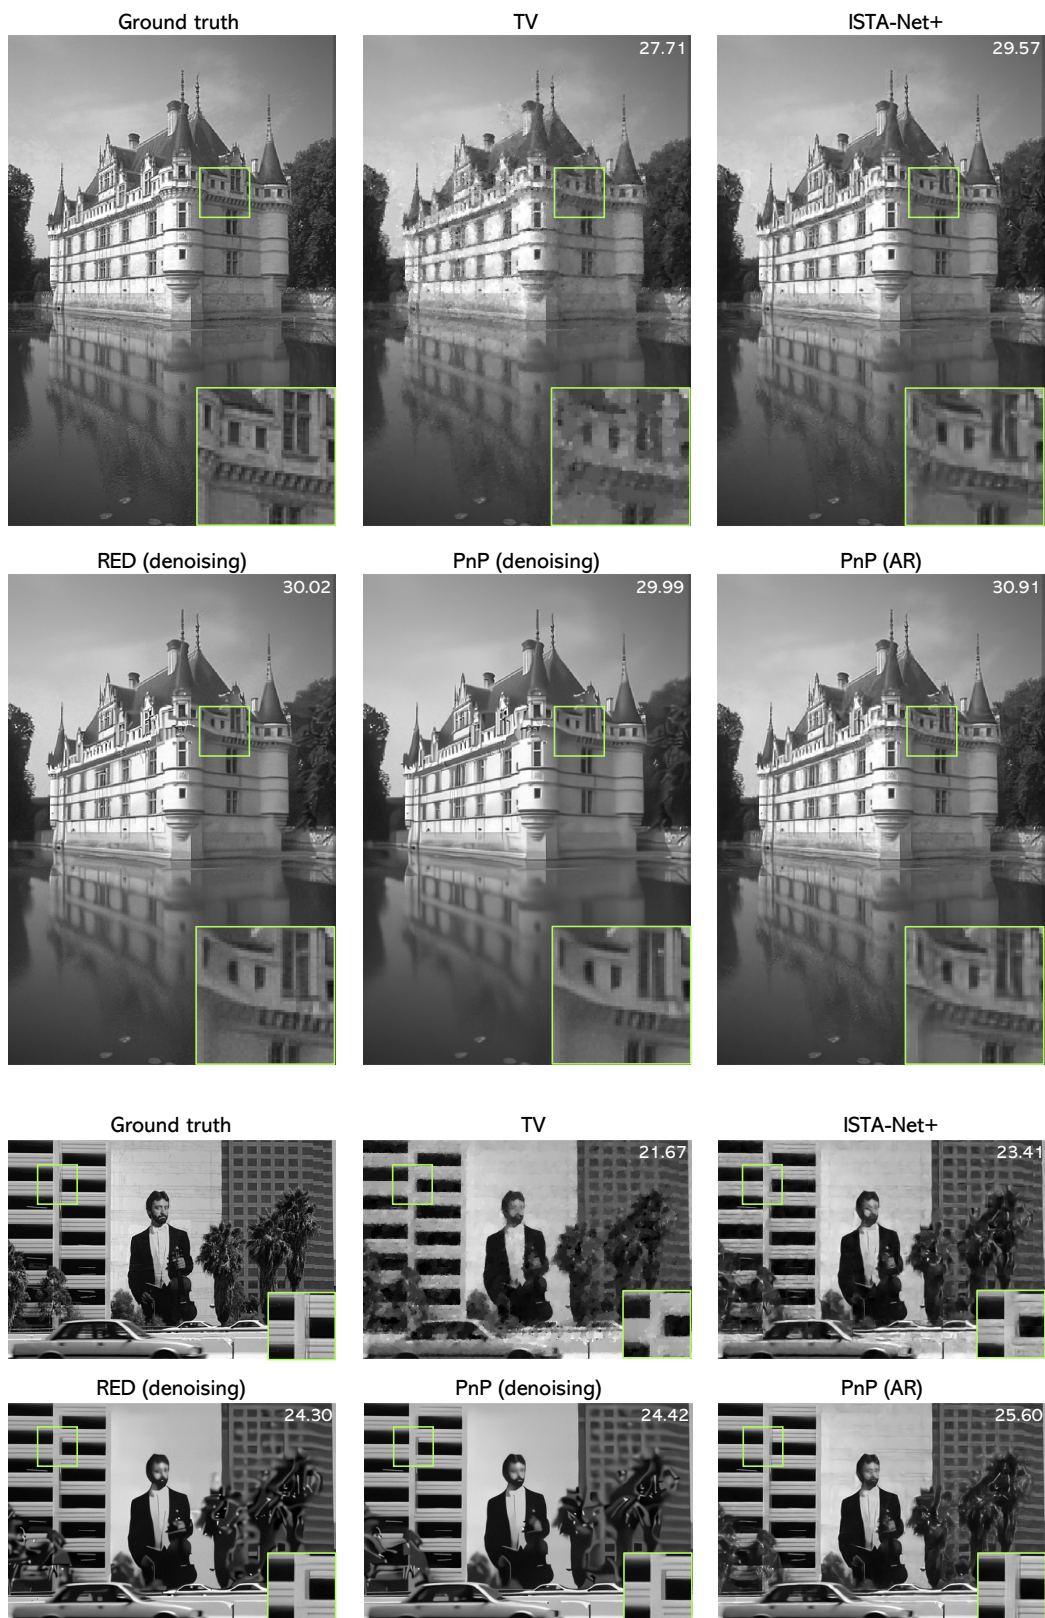 Ground truth
TV
ISTA-Net+
27.71
29.57
RED (denoising)
PnP (denoising)
PnP (AR)
30.02
29.99
30.91
Ground truth
TV
ISTA-Net+
21.67
23.41
RED (denoising)
PnP (denoising)
PnP (AR)
24.30
24.42
25.60